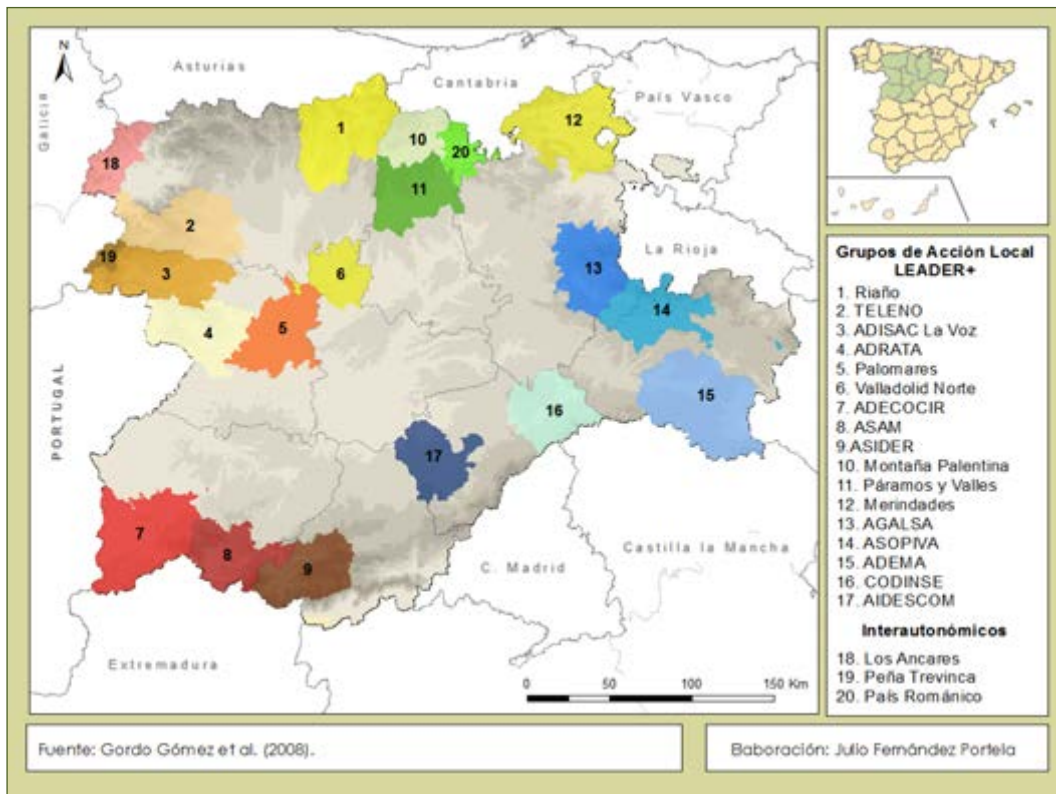 N
Asturias
Cantabria
País Vasco
Galicia
La Rioja
PORTUGAL
Castilla la Mancha
C. Madrid
Extremadura
1
10
12
20
18
11
2
19
3
6
13
14
4
5
15
16
17
7
8
9
0 50 100 150 Km
Grupos de Acción Local
LEADER+
1. Riaño
2. TELENO
3. ADISAC La Voz
4. ADRATA
5. Palomares
6. Valladolid Norte
7. ADECOCIR
8. ASAM
9.ASIDER
10. Montaña Palentina
11. Páramos y Valles
12. Merindades
13. AGALSA
14. ASOPIVA
15. ADEMA
16. CODINSE
17. AIDESCOM
Interautonómicos
18. Los Ancares
19. Peña Trevinca
20. País Románico
Fuente: Gordo Gómez et al. (2008).
Eaboración: Julio Fernández Portela